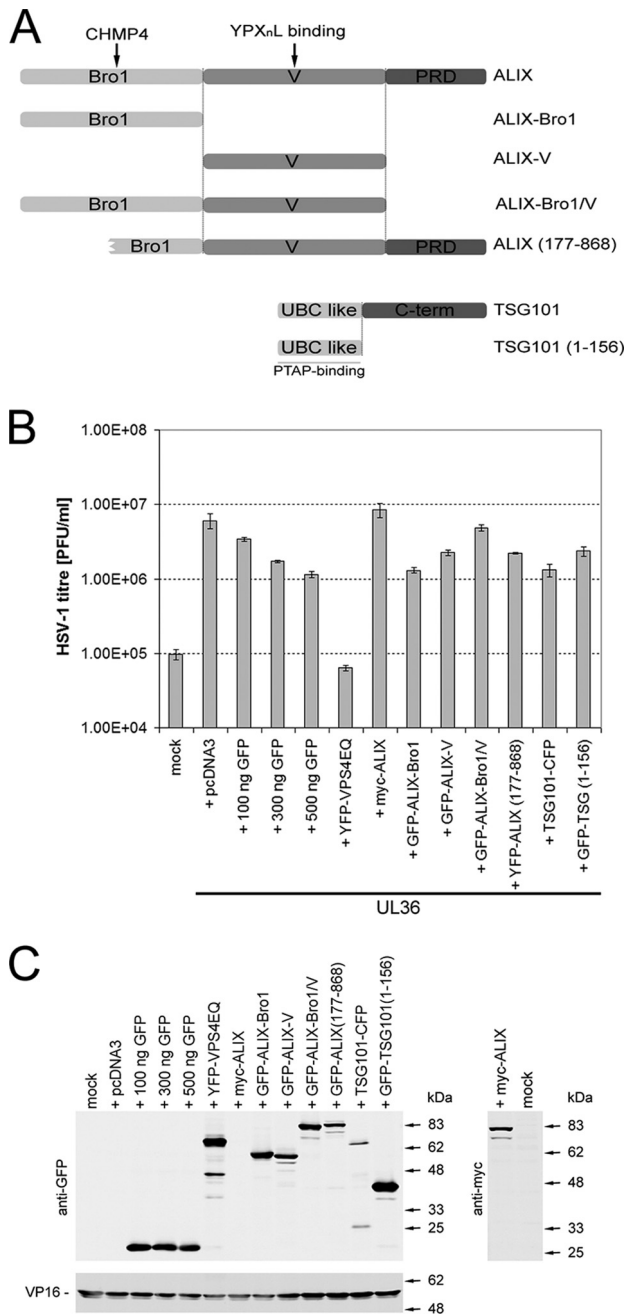 A
CHMP4
YPXnL binding
Bro1 V PRD ALIX
Bro1 ALIX-Bro1
V ALIX-V
Bro1 V ALIX-Bro1/V
Bro1 V PRD ALIX (177-868)
UBC like C-term TSG101
UBC like TSG101 (1-156)
PTAP-binding
B
HSV-1 titre [PFU/ml]
1.00E+08
1.00E+07
1.00E+06
1.00E+05
1.00E+04
mock
+ pcDNA3
+ 100 ng GFP
+ 300 ng GFP
+ 500 ng GFP
+ YFP-VPS4EQ
+ myc-ALIX
+ GFP-ALIX-Bro1
+ GFP-ALIX-V
+ GFP-ALIX-Bro1/V
+ YFP-ALIX (177-868)
+ TSG101-CFP
+ GFP-TSG (1-156)
UL36
C
mock
+ pcDNA3
+ 100 ng GFP
+ 300 ng GFP
+ 500 ng GFP
+ YFP-VPS4EQ
+ myc-ALIX
+ GFP-ALIX-Bro1
+ GFP-ALIX-V
+ GFP-ALIX-Bro1/V
+ GFP-ALIX(177-868)
+ TSG101-CFP
+ GFP-TSG101(1-156)
kDa
83
62
48
33
25
anti-GFP
VP16 -
62
48
+ myc-ALIX
mock
kDa
83
62
48
33
25
anti-myc